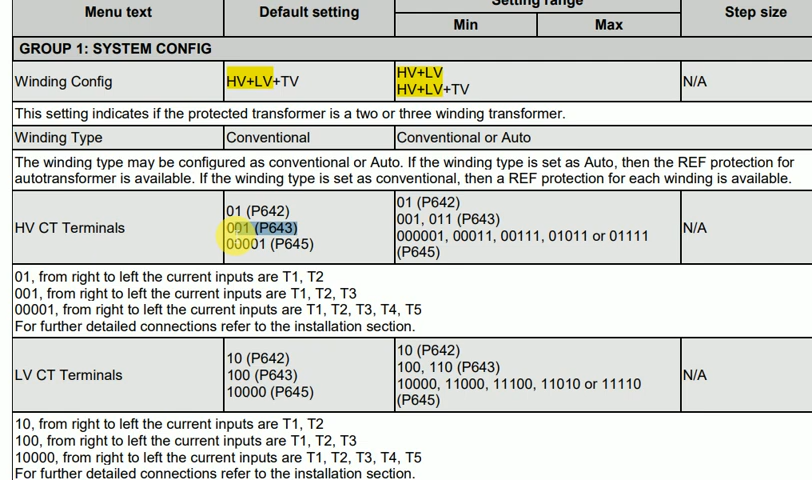 Menu text
Default setting
Setting range
Step size
Min
Max
GROUP 1: SYSTEM CONFIG
Winding Config
HV+LV+TV
HV+LV
HV+LV+TV
N/A
This setting indicates if the protected transformer is a two or three winding transformer.
Winding Type
Conventional
Conventional or Auto
The winding type may be configured as conventional or Auto. If the winding type is set as Auto, then the REF protection for
autotransformer is available. If the winding type is set as conventional, then a REF protection for each winding is available.
HV CT Terminals
01 (P642)
001 (P643)
00001 (P645)
01 (P642)
001, 011 (P643)
000001, 00011, 00111, 01011 or 01111
(P645)
N/A
01, from right to left the current inputs are T1, T2
001, from right to left the current inputs are T1, T2, T3
00001, from right to left the current inputs are T1, T2, T3, T4, T5
For further detailed connections refer to the installation section.
LV CT Terminals
10 (P642)
100 (P643)
10000 (P645)
10 (P642)
100, 110 (P643)
10000, 11000, 11100, 11010 or 11110
(P645)
N/A
10, from right to left the current inputs are T1, T2
100, from right to left the current inputs are T1, T2, T3
10000, from right to left the current inputs are T1, T2, T3, T4, T5
For further detailed connections refer to the installation section.